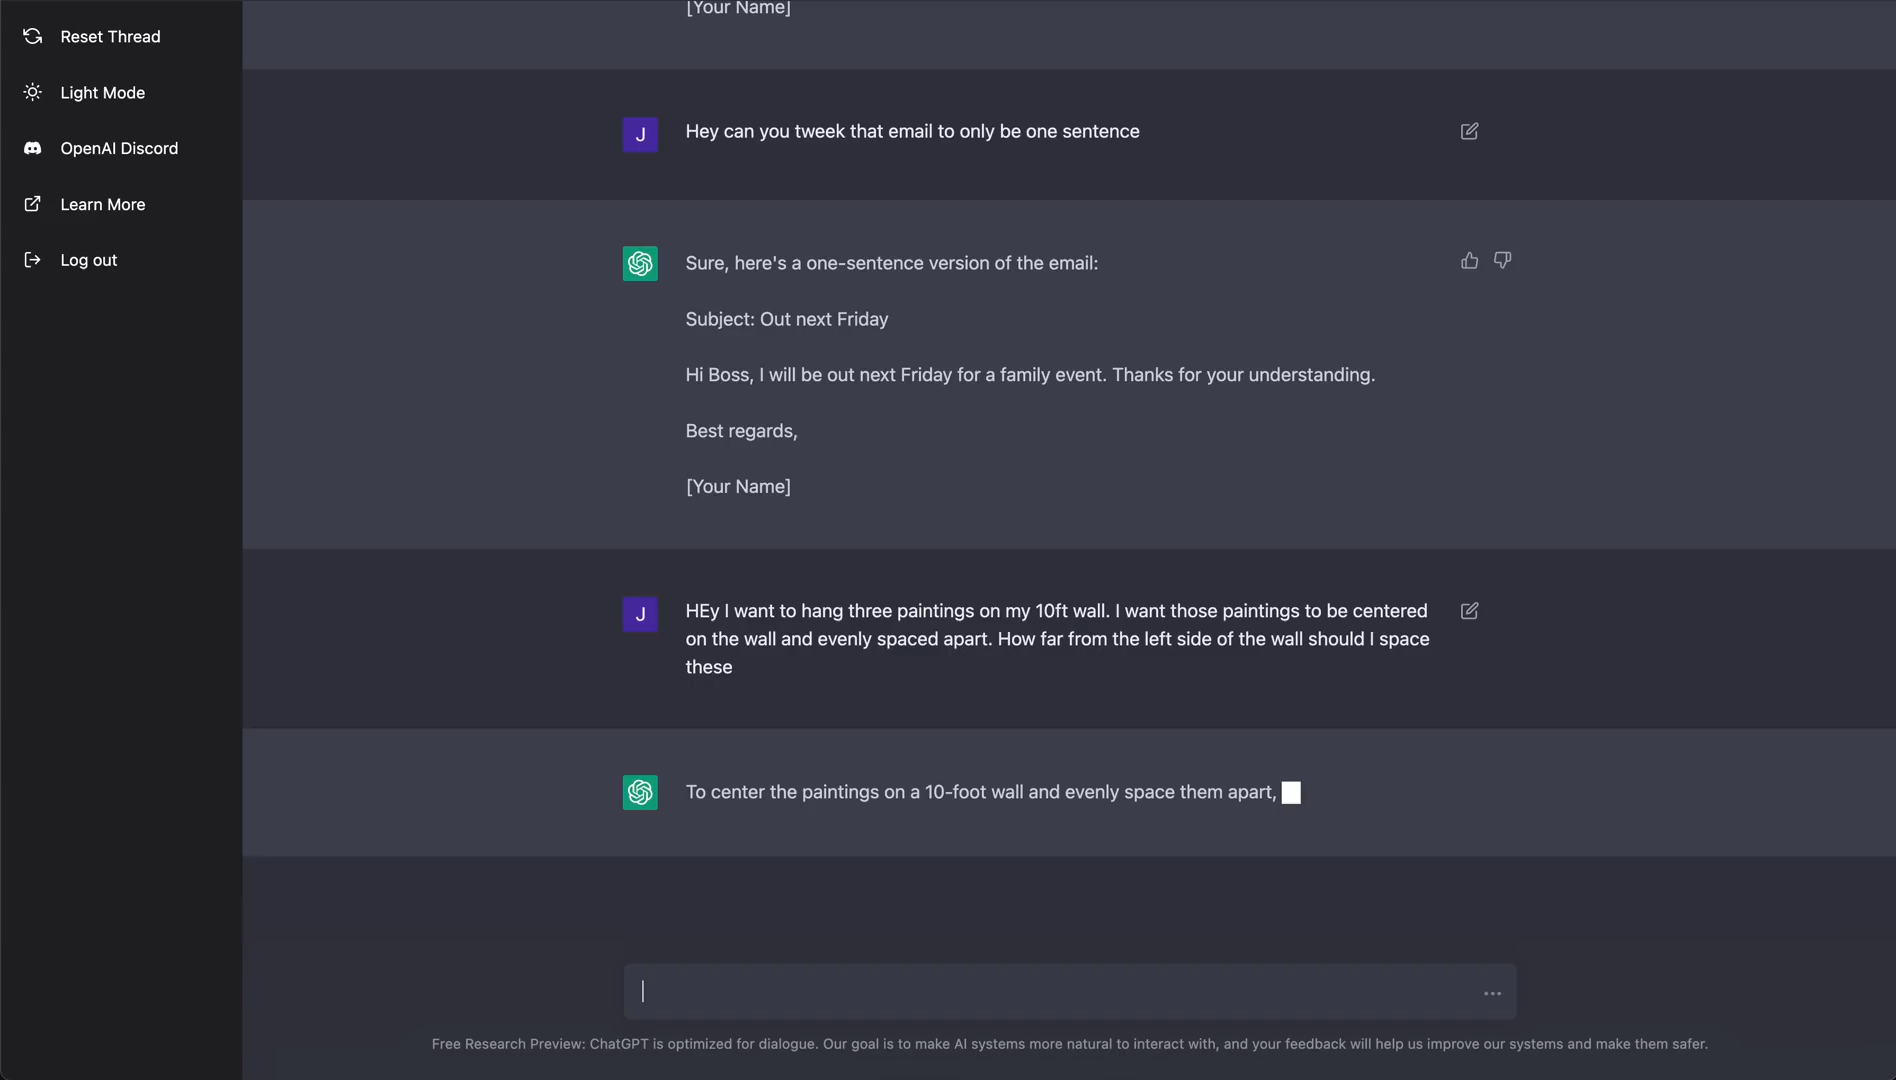 Reset Thread
Light Mode
OpenAI Discord
Learn More
Log out
[Your Name]
J
Hey can you tweek that email to only be one sentence
Sure, here's a one-sentence version of the email:
Subject: Out next Friday
Hi Boss, I will be out next Friday for a family event. Thanks for your understanding.
Best regards,
[Your Name]
J
HEy I want to hang three paintings on my 10ft wall. I want those paintings to be centered
on the wall and evenly spaced apart. How far from the left side of the wall should I space
these
To center the paintings on a 10-foot wall and evenly space them apart,
Free Research Preview: ChatGPT is optimized for dialogue. Our goal is to make AI systems more natural to interact with, and your feedback will help us improve our systems and make them safer.